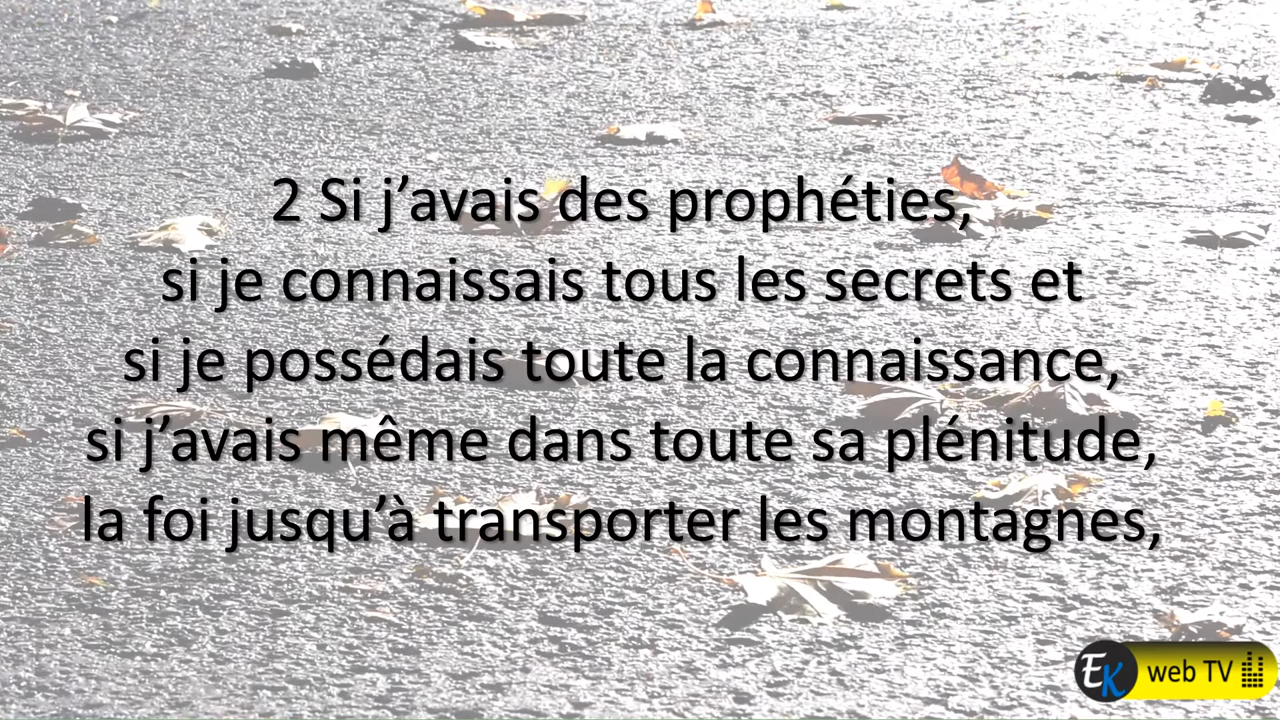 2 Si j’avais des prophéties,
si je connaissais tous les secrets et
si je possédais toute la connaissance,
si j’avais même dans toute sa plénitude,
la foi jusqu’à transporter les montagnes,
EK web TV